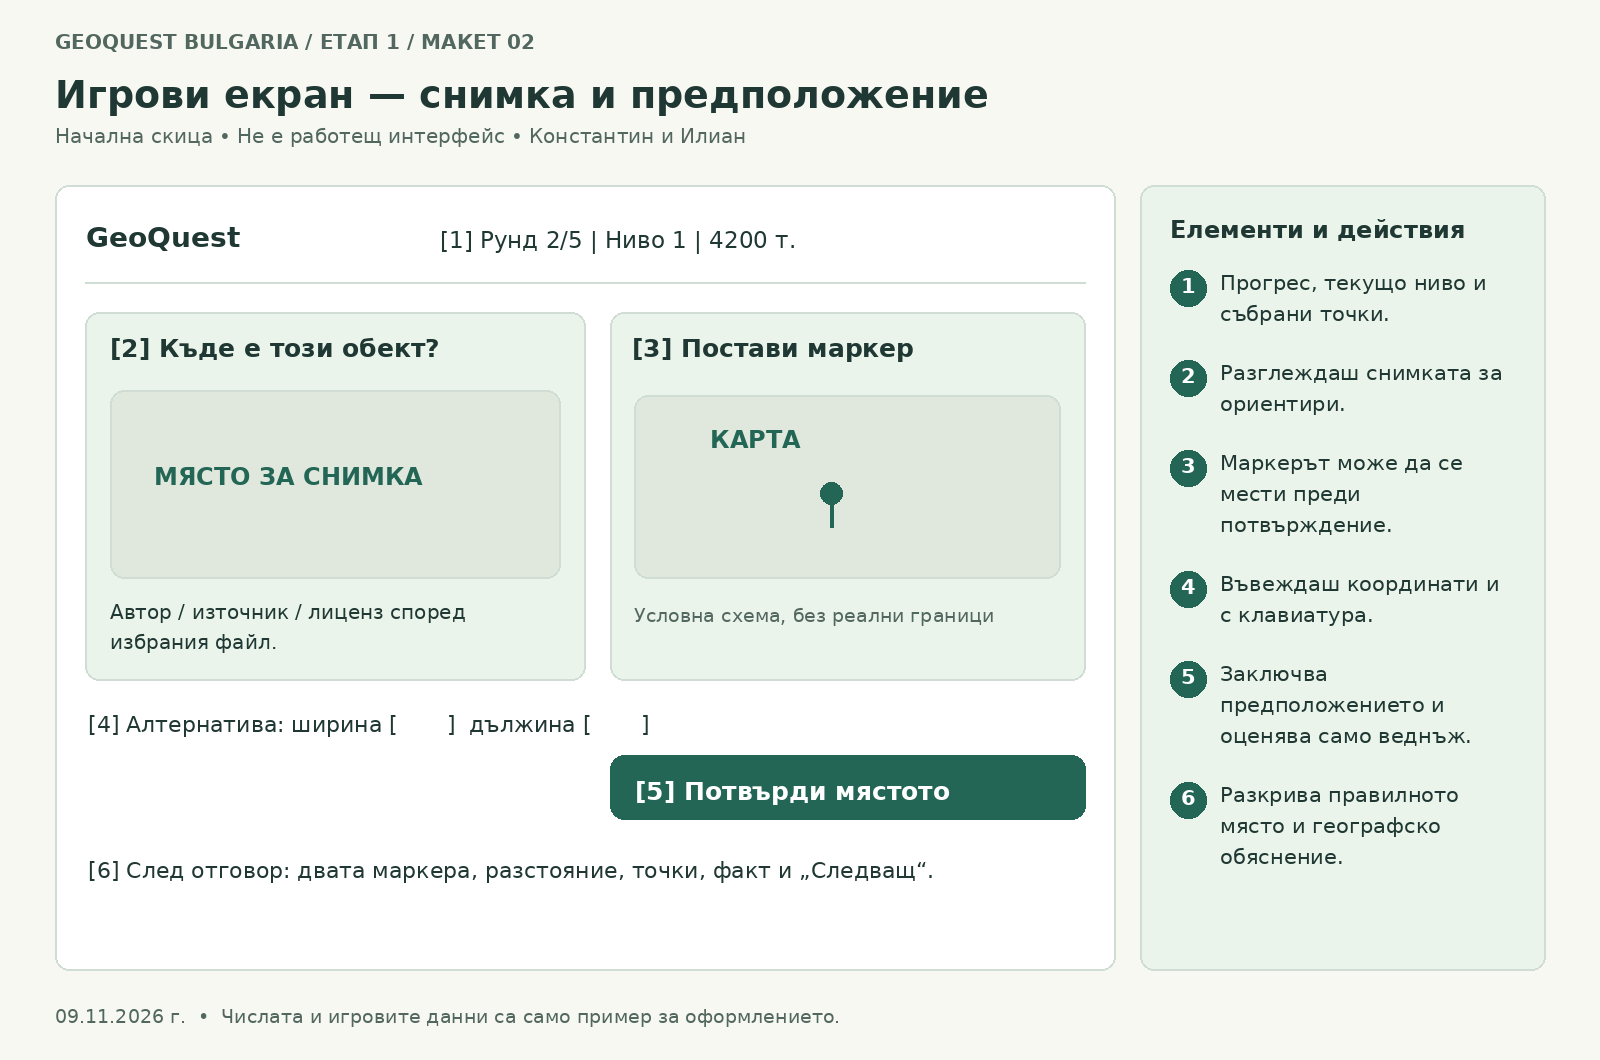 GEOQUEST BULGARIA / ЕТАП 1 / МАКЕТ 02
Игрови екран — снимка и предположение
Начална скица • Не е работещ интерфейс • Константин и Илиан
GeoQuest
[1] Рунд 2/5 | Ниво 1 | 4200 т.
[2] Къде е този обект?
МЯСТО ЗА СНИМКА
Автор / източник / лиценз според
избрания файл.
[3] Постави маркер
КАРТА
Условна схема, без реални граници
[4] Алтернатива: ширина [        ]  дължина [        ]
[5] Потвърди мястото
[6] След отговор: двата маркера, разстояние, точки, факт и „Следващ“.
Елементи и действия
1 Прогрес, текущо ниво и
събрани точки.
2 Разглеждаш снимката за
ориентири.
3 Маркерът може да се
мести преди
потвърждение.
4 Въвеждаш координати и
с клавиатура.
5 Заключва
предположението и
оценява само веднъж.
6 Разкрива правилното
място и географско
обяснение.
09.11.2026 г.  •  Числата и игровите данни са само пример за оформлението.